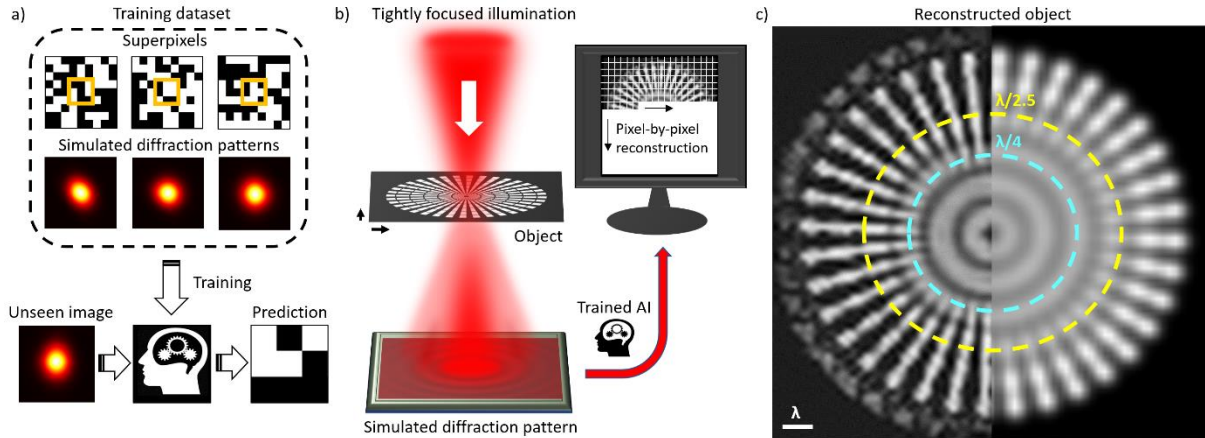 a)
Training dataset
Superpixels
Simulated diffraction patterns
Training
Unseen image
Prediction
b)
Tightly focused illumination
Pixel-by-pixel
reconstruction
Object
Trained AI
Simulated diffraction pattern
c)
Reconstructed object
λ/2.5
λ/4
λ